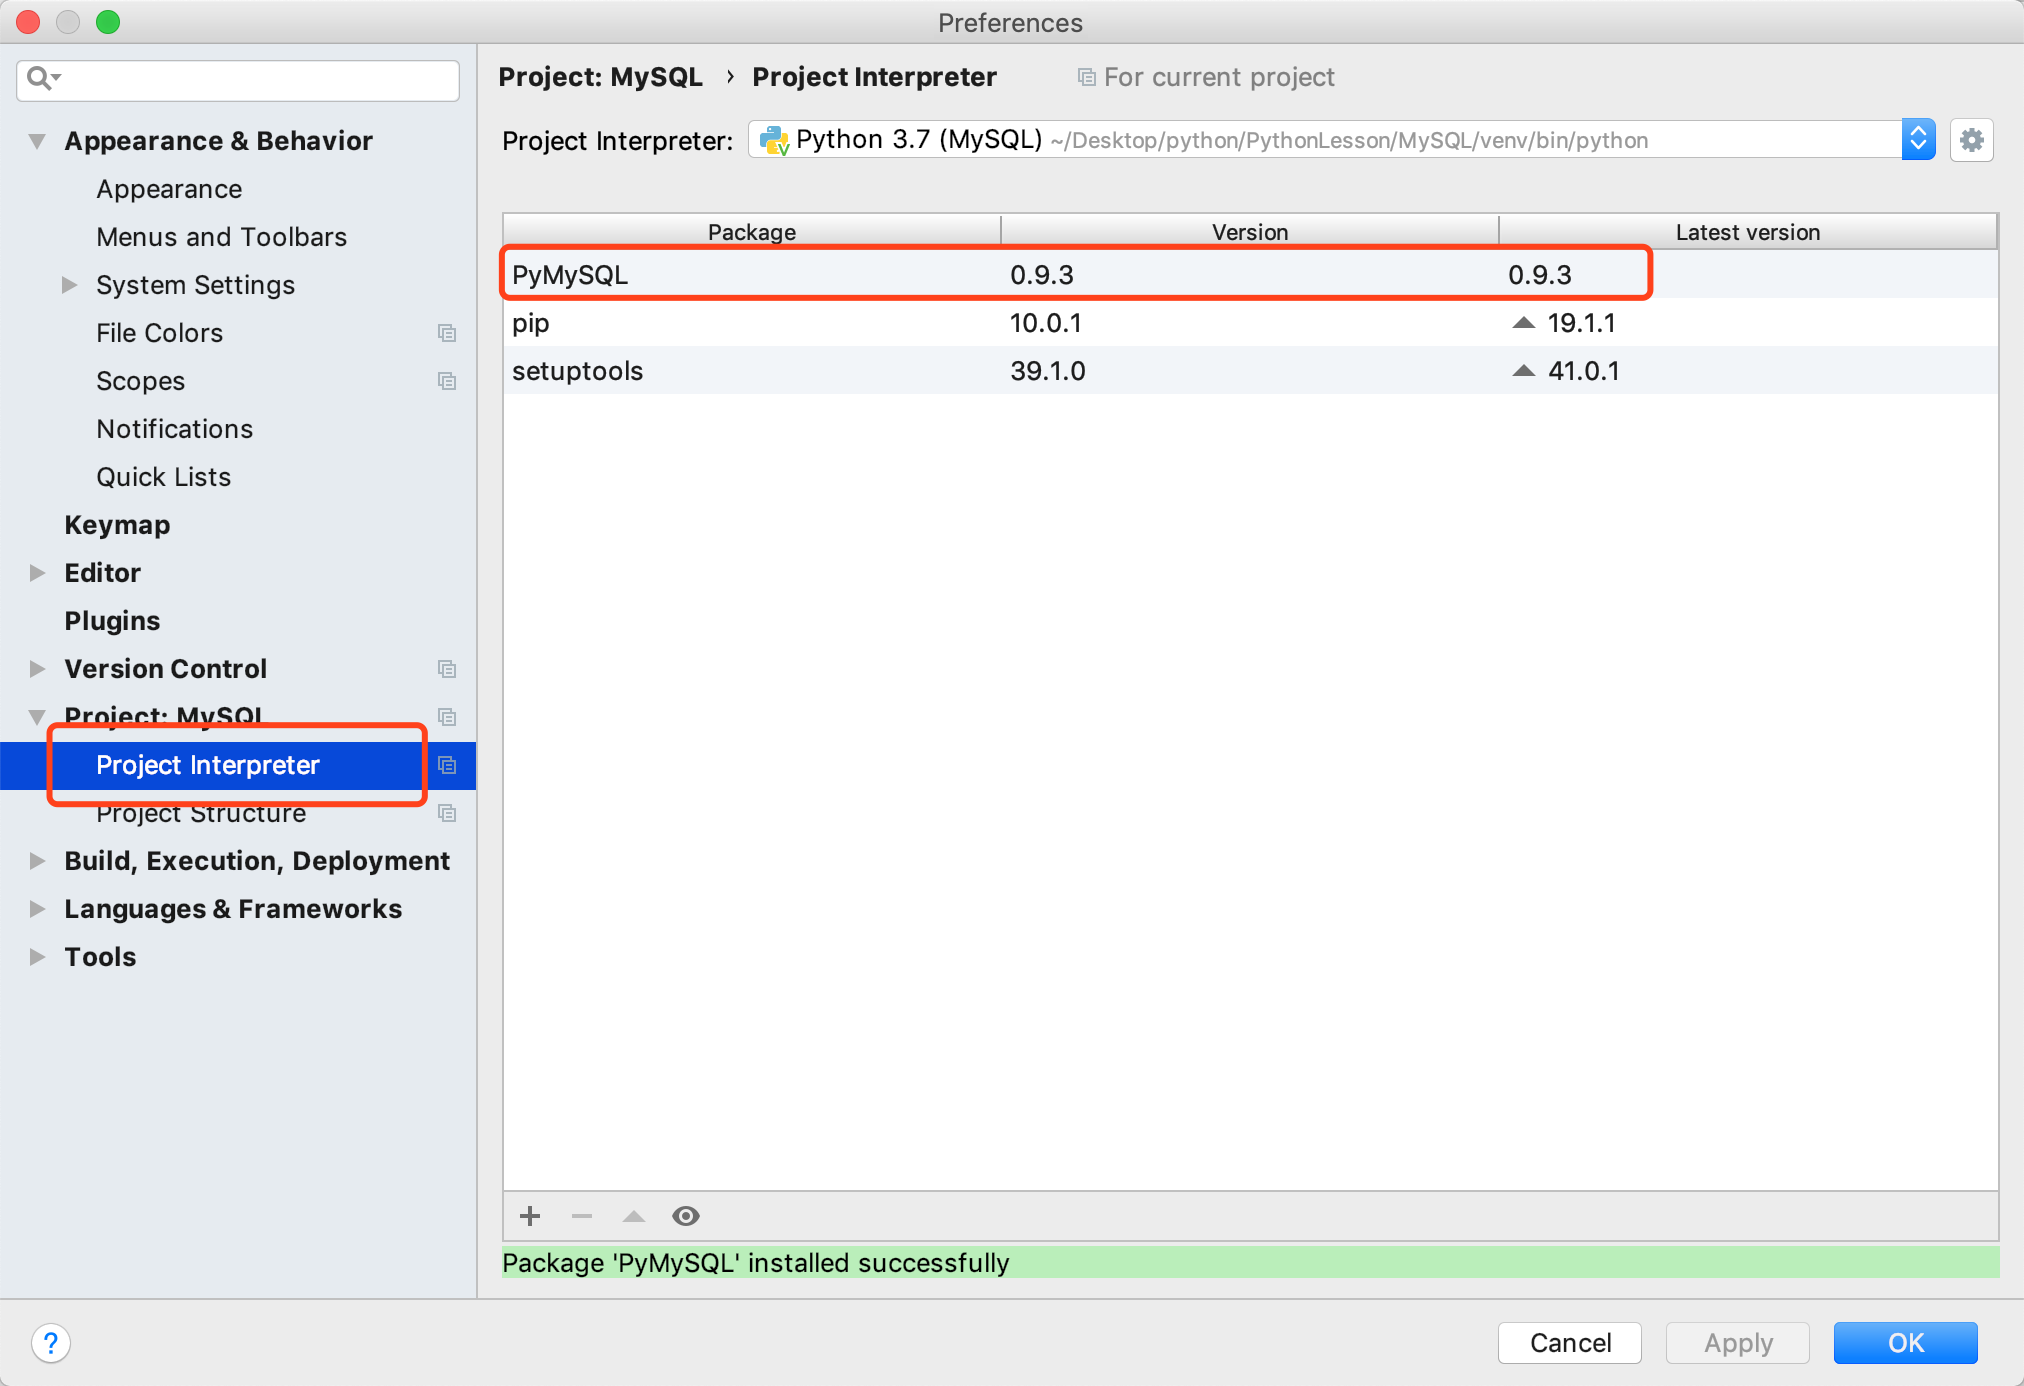 Preferences
Project: MySQL › Project Interpreter For current project
Project Interpreter: Python 3.7 (MySQL) ~/Desktop/python/PythonLesson/MySQL/venv/bin/python
Appearance & Behavior
Appearance
Menus and Toolbars
System Settings
File Colors
Scopes
Notifications
Quick Lists
Keymap
Editor
Plugins
Version Control
Project: MySQL
Project Interpreter
Project Structure
Build, Execution, Deployment
Languages & Frameworks
Tools
Package Version Latest version
PyMySQL 0.9.3 0.9.3
pip 10.0.1 19.1.1
setuptools 39.1.0 41.0.1
Package 'PyMySQL' installed successfully
? Cancel Apply OK